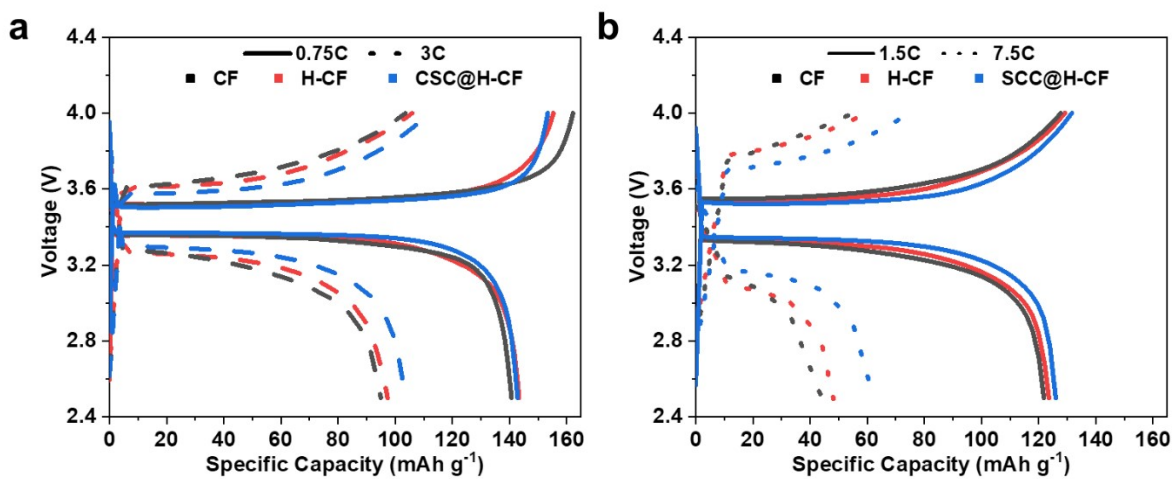 a
4.4
4.0
3.6
3.2
2.8
2.4
Voltage (V)
0.75C 3C
CF H-CF CSC@H-CF
0 20 40 60 80 100 120 140 160
Specific Capacity (mAh g-1)
b
4.4
4.0
3.6
3.2
2.8
2.4
Voltage (V)
1.5C 7.5C
CF H-CF SCC@H-CF
0 20 40 60 80 100 120 140 160
Specific Capacity (mAh g-1)